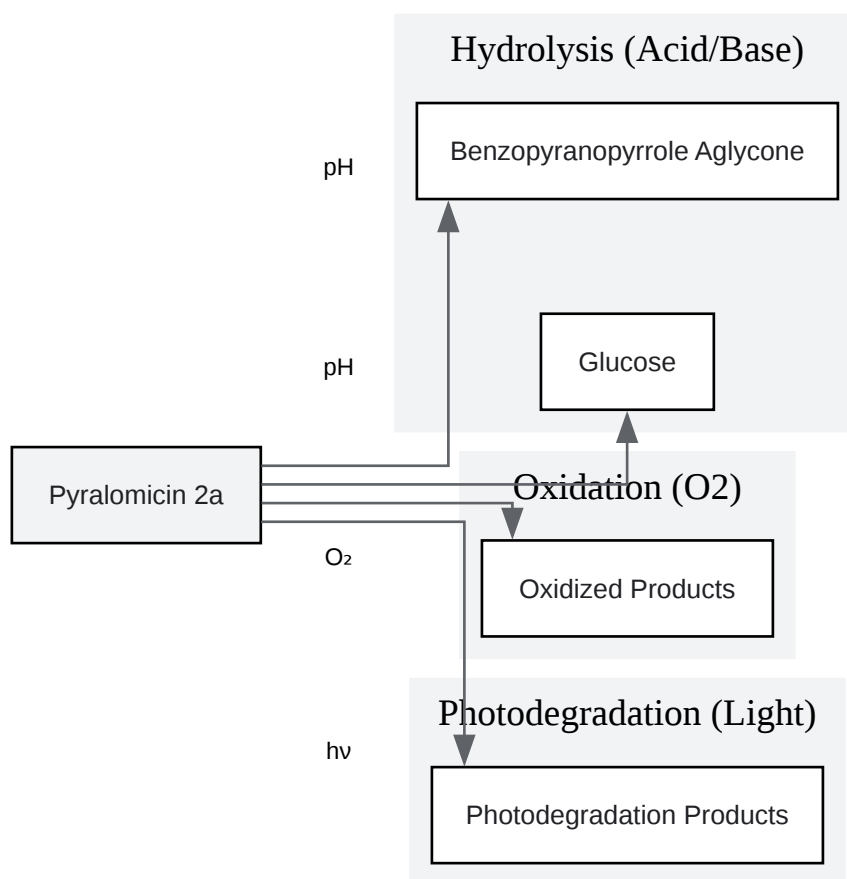 Hydrolysis (Acid/Base)
Benzopyranopyrrole Aglycone
pH
Glucose
pH
Pyralomicin 2a
Oxidation (O2)
O₂
Oxidized Products
Photodegradation (Light)
hν
Photodegradation Products